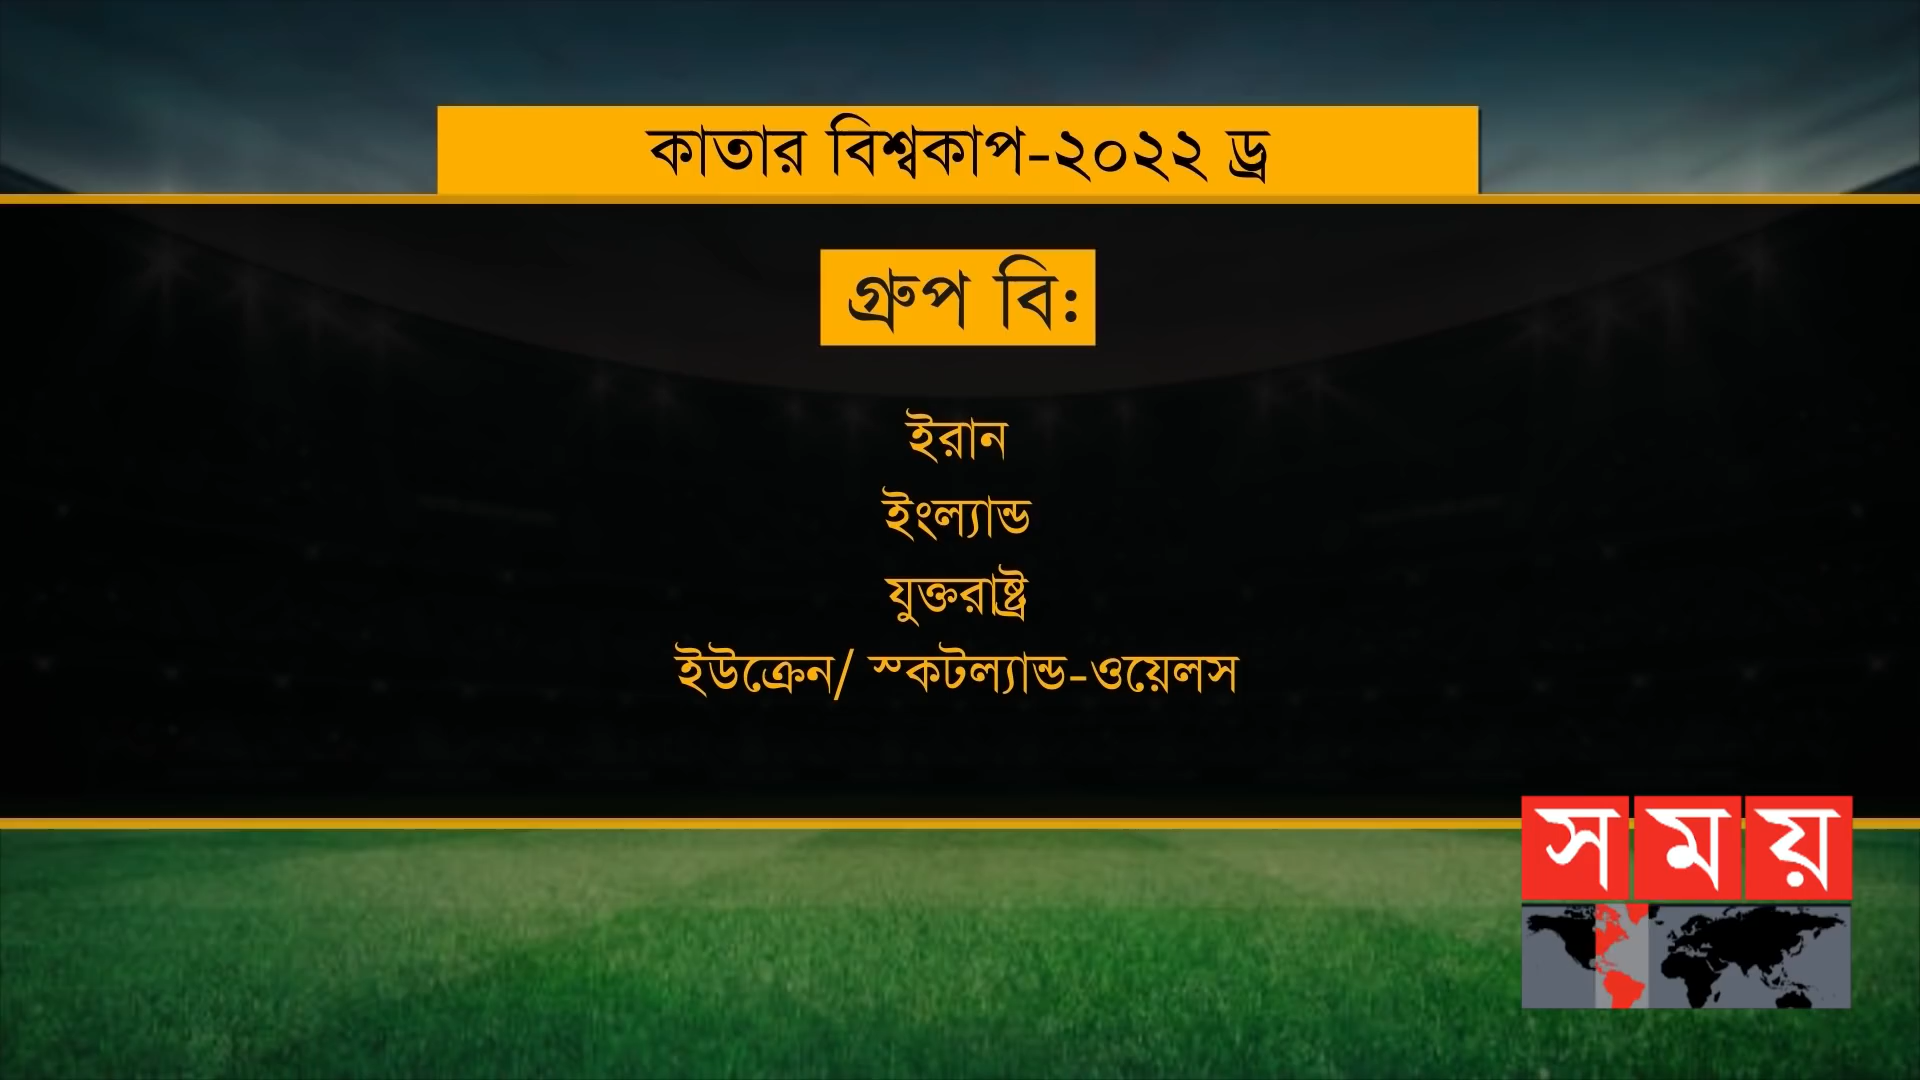 কাতার বিশ্বকাপ-২০২২ ড্র
গ্রুপ বি:
ইরান
ইংল্যান্ড
যুক্তরাষ্ট্র
ইউক্রেন/ স্কটল্যান্ড-ওয়েলস
সময়